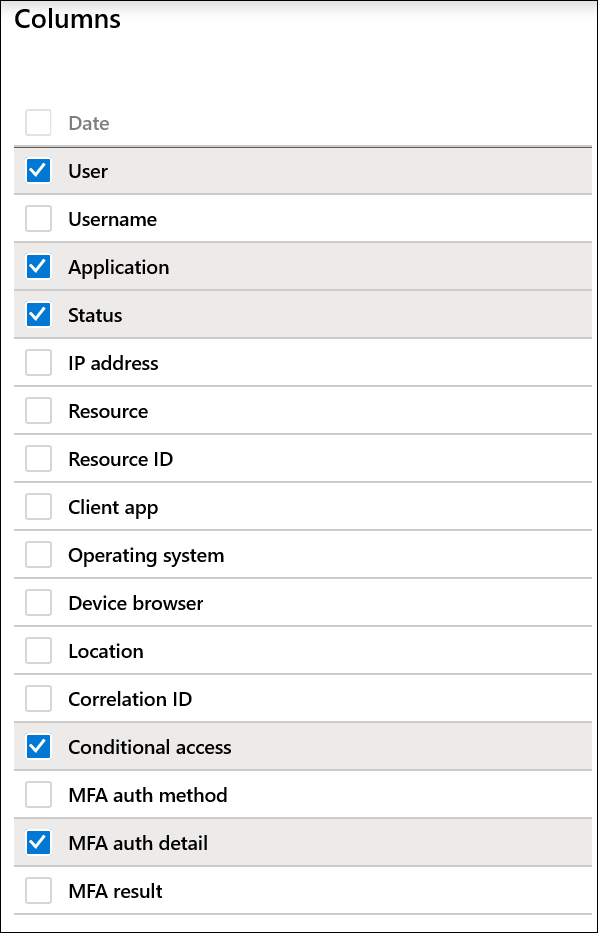 Columns
Date
User
Username
Application
Status
IP address
Resource
Resource ID
Client app
Operating system
Device browser
Location
Correlation ID
Conditional access
MFA auth method
MFA auth detail
MFA result